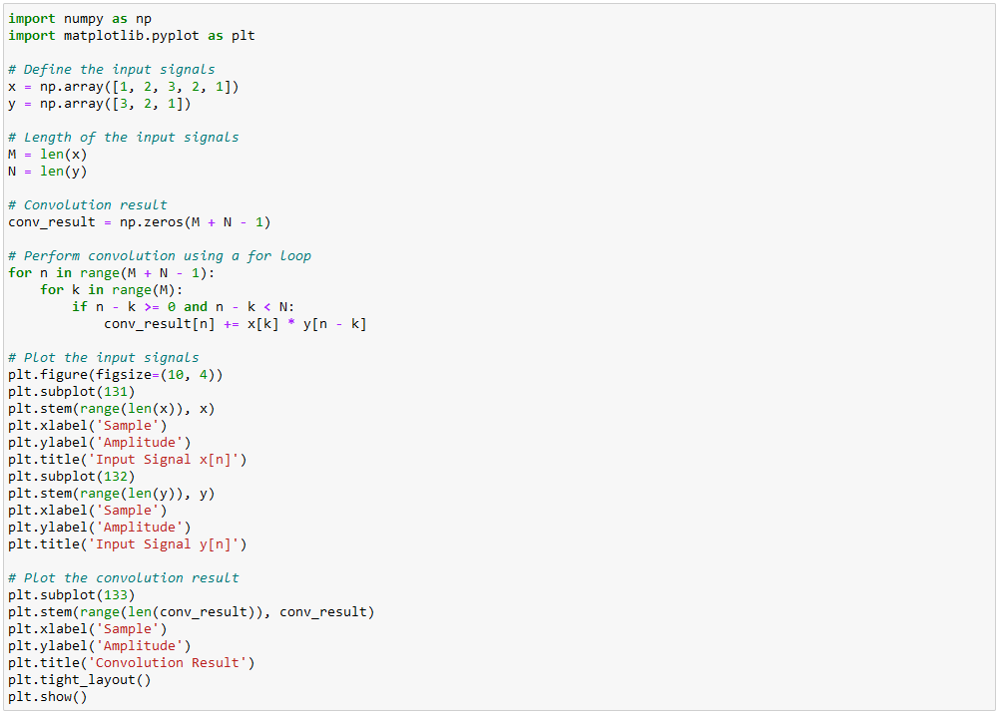 import numpy as np
import matplotlib.pyplot as plt

# Define the input signals
x = np.array([1, 2, 3, 2, 1])
y = np.array([3, 2, 1])

# Length of the input signals
M = len(x)
N = len(y)

# Convolution result
conv_result = np.zeros(M + N - 1)

# Perform convolution using a for loop
for n in range(M + N - 1):
    for k in range(M):
        if n - k >= 0 and n - k < N:
            conv_result[n] += x[k] * y[n - k]

# Plot the input signals
plt.figure(figsize=(10, 4))
plt.subplot(131)
plt.stem(range(len(x)), x)
plt.xlabel('Sample')
plt.ylabel('Amplitude')
plt.title('Input Signal x[n]')
plt.subplot(132)
plt.stem(range(len(y)), y)
plt.xlabel('Sample')
plt.ylabel('Amplitude')
plt.title('Input Signal y[n]')

# Plot the convolution result
plt.subplot(133)
plt.stem(range(len(conv_result)), conv_result)
plt.xlabel('Sample')
plt.ylabel('Amplitude')
plt.title('Convolution Result')
plt.tight_layout()
plt.show()